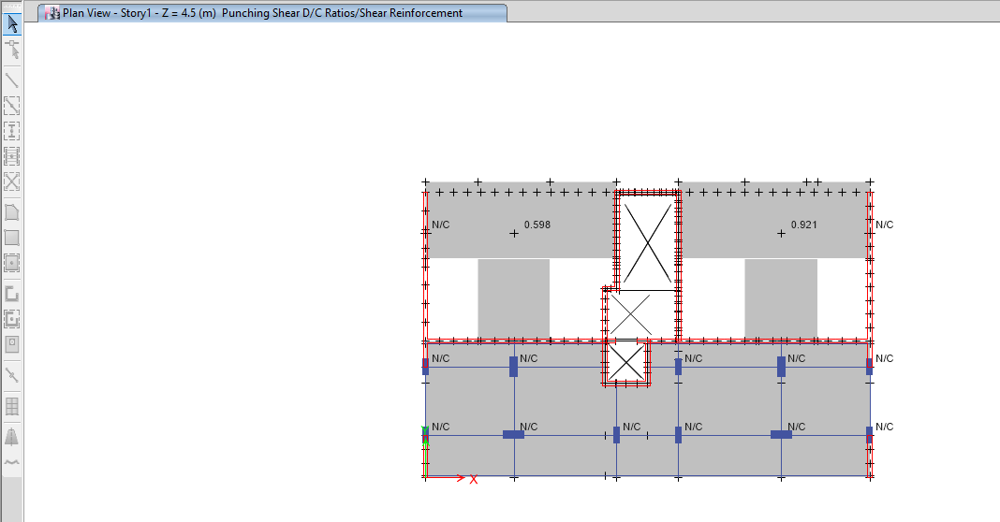 Plan View - Story1 - Z = 4.5 (m)  Punching Shear D/C Ratios/Shear Reinforcement
N/C 0.598 0.921 N/C
N/C N/C N/C N/C N/C
N/C N/C N/C N/C N/C N/C
Y
X